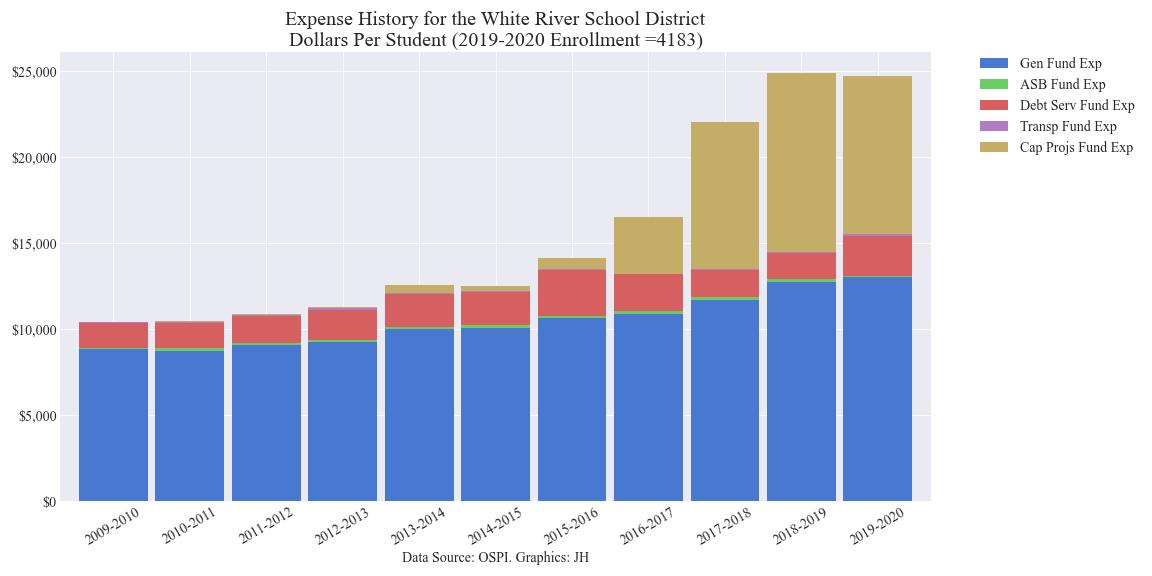 Expense History for the White River School District
Dollars Per Student (2019-2020 Enrollment =4183)
Gen Fund Exp
ASB Fund Exp
Debt Serv Fund Exp
Transp Fund Exp
Cap Projs Fund Exp
$25,000
$20,000
$15,000
$10,000
$5,000
$0
2009-2010
2010-2011
2011-2012
2012-2013
2013-2014
2014-2015
2015-2016
2016-2017
2017-2018
2018-2019
2019-2020
Data Source: OSPI. Graphics: JH